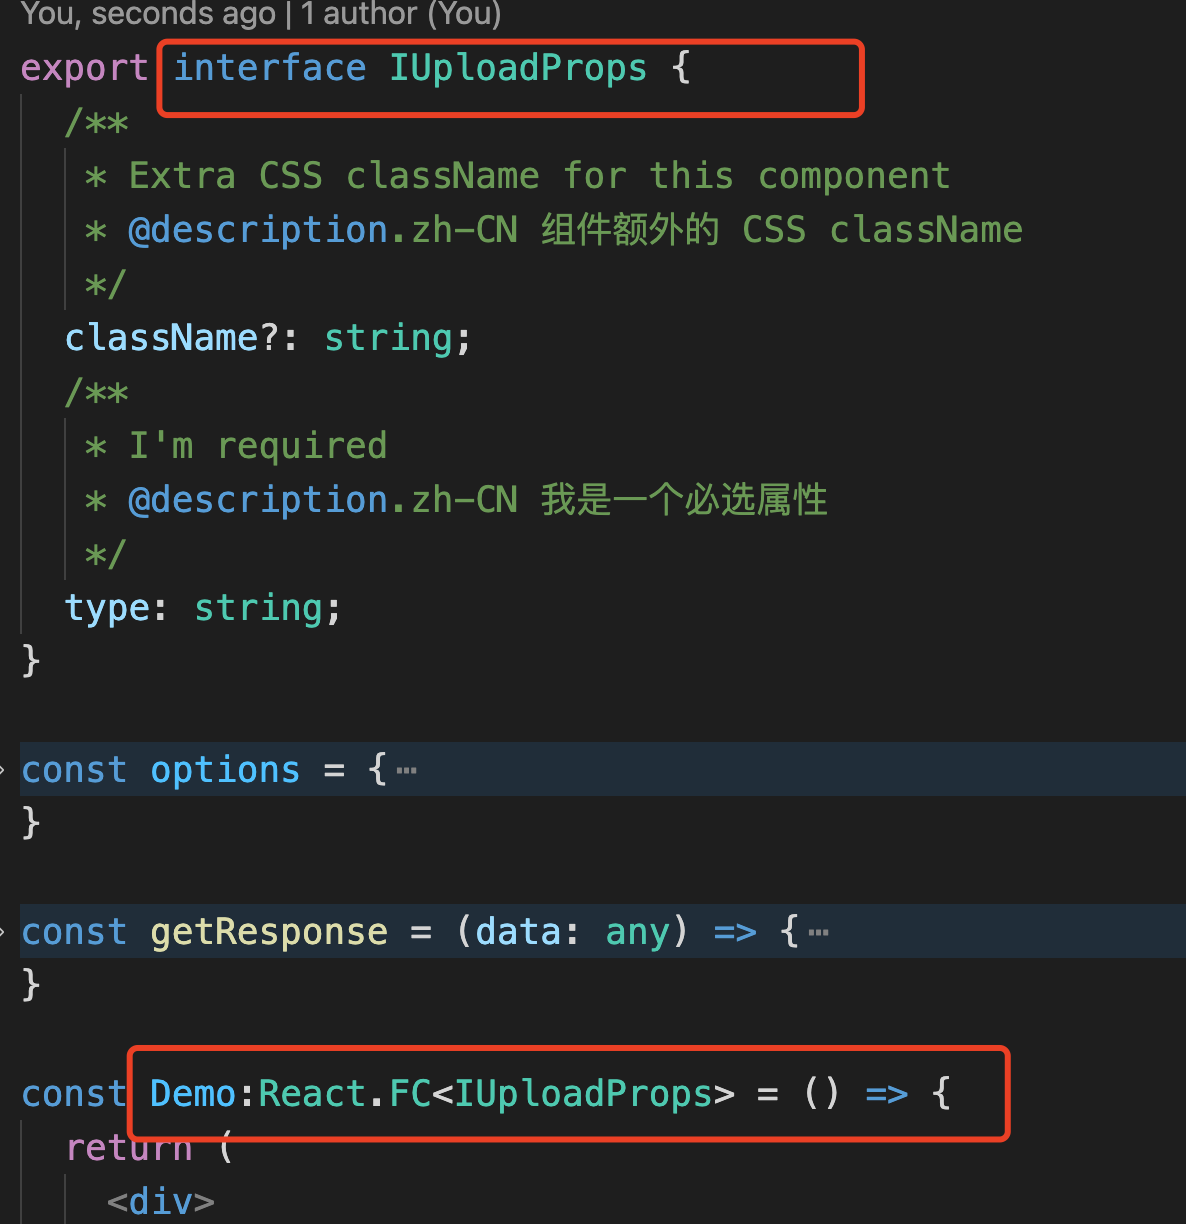 You, seconds ago | 1 author (You)
export interface IUploadProps {
/**
* Extra CSS className for this component
* @description.zh-CN 组件额外的 CSS className
*/
className?: string;
/**
* I'm required
* @description.zh-CN 我是一个必选属性
*/
type: string;
}
const options = {⋯
}
const getResponse = (data: any) => {⋯
}
const Demo:React.FC<IUploadProps> = () => {
return (
<div>